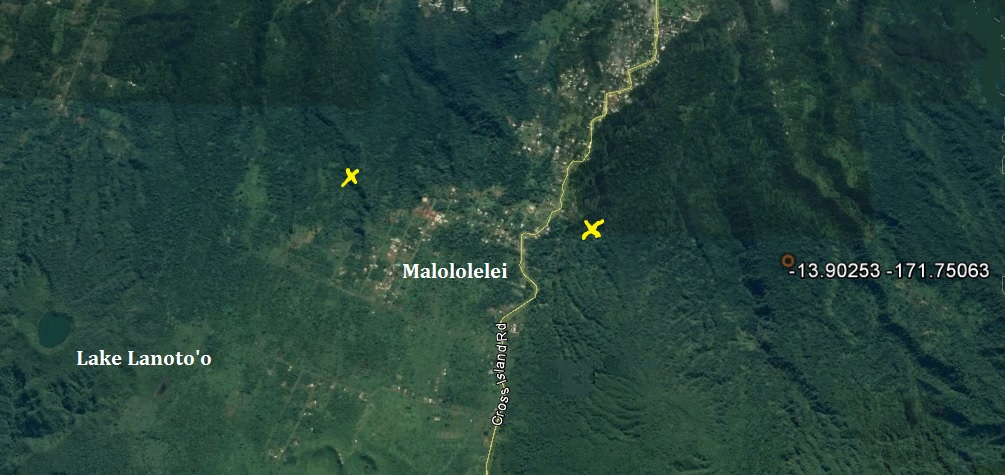 Malololelei
-13.90253 -171.75063
Lake Lanoto'o
Cross Island Rd